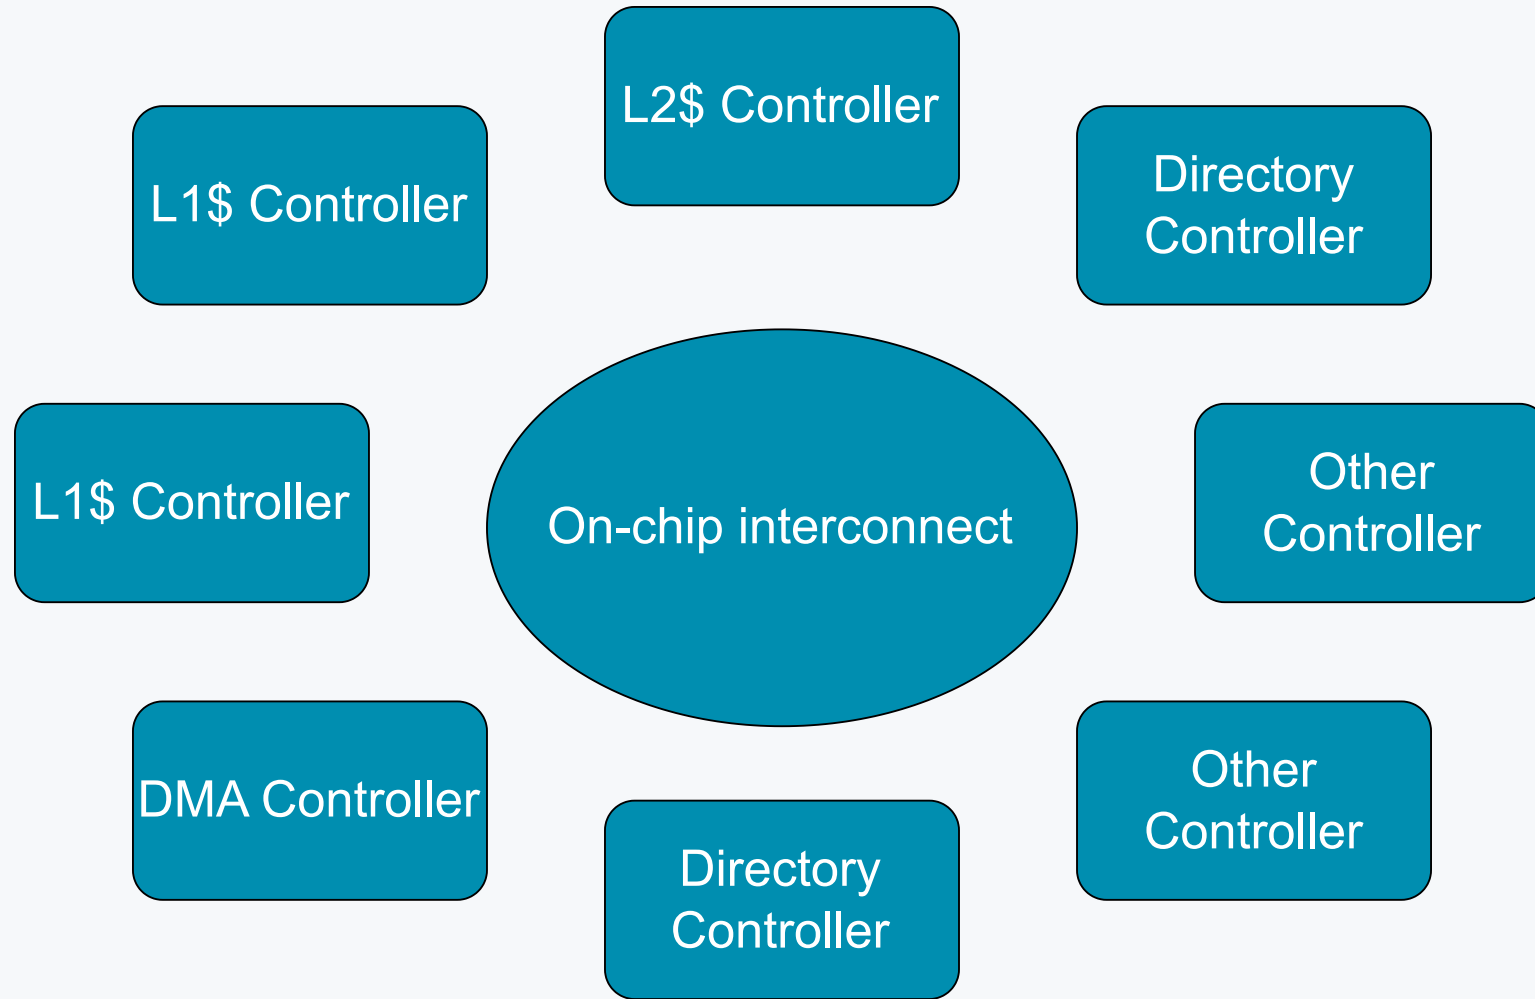 L2$ Controller
L1$ Controller
Directory
Controller
L1$ Controller
On-chip interconnect
Other
Controller
DMA Controller
Other
Controller
Directory
Controller